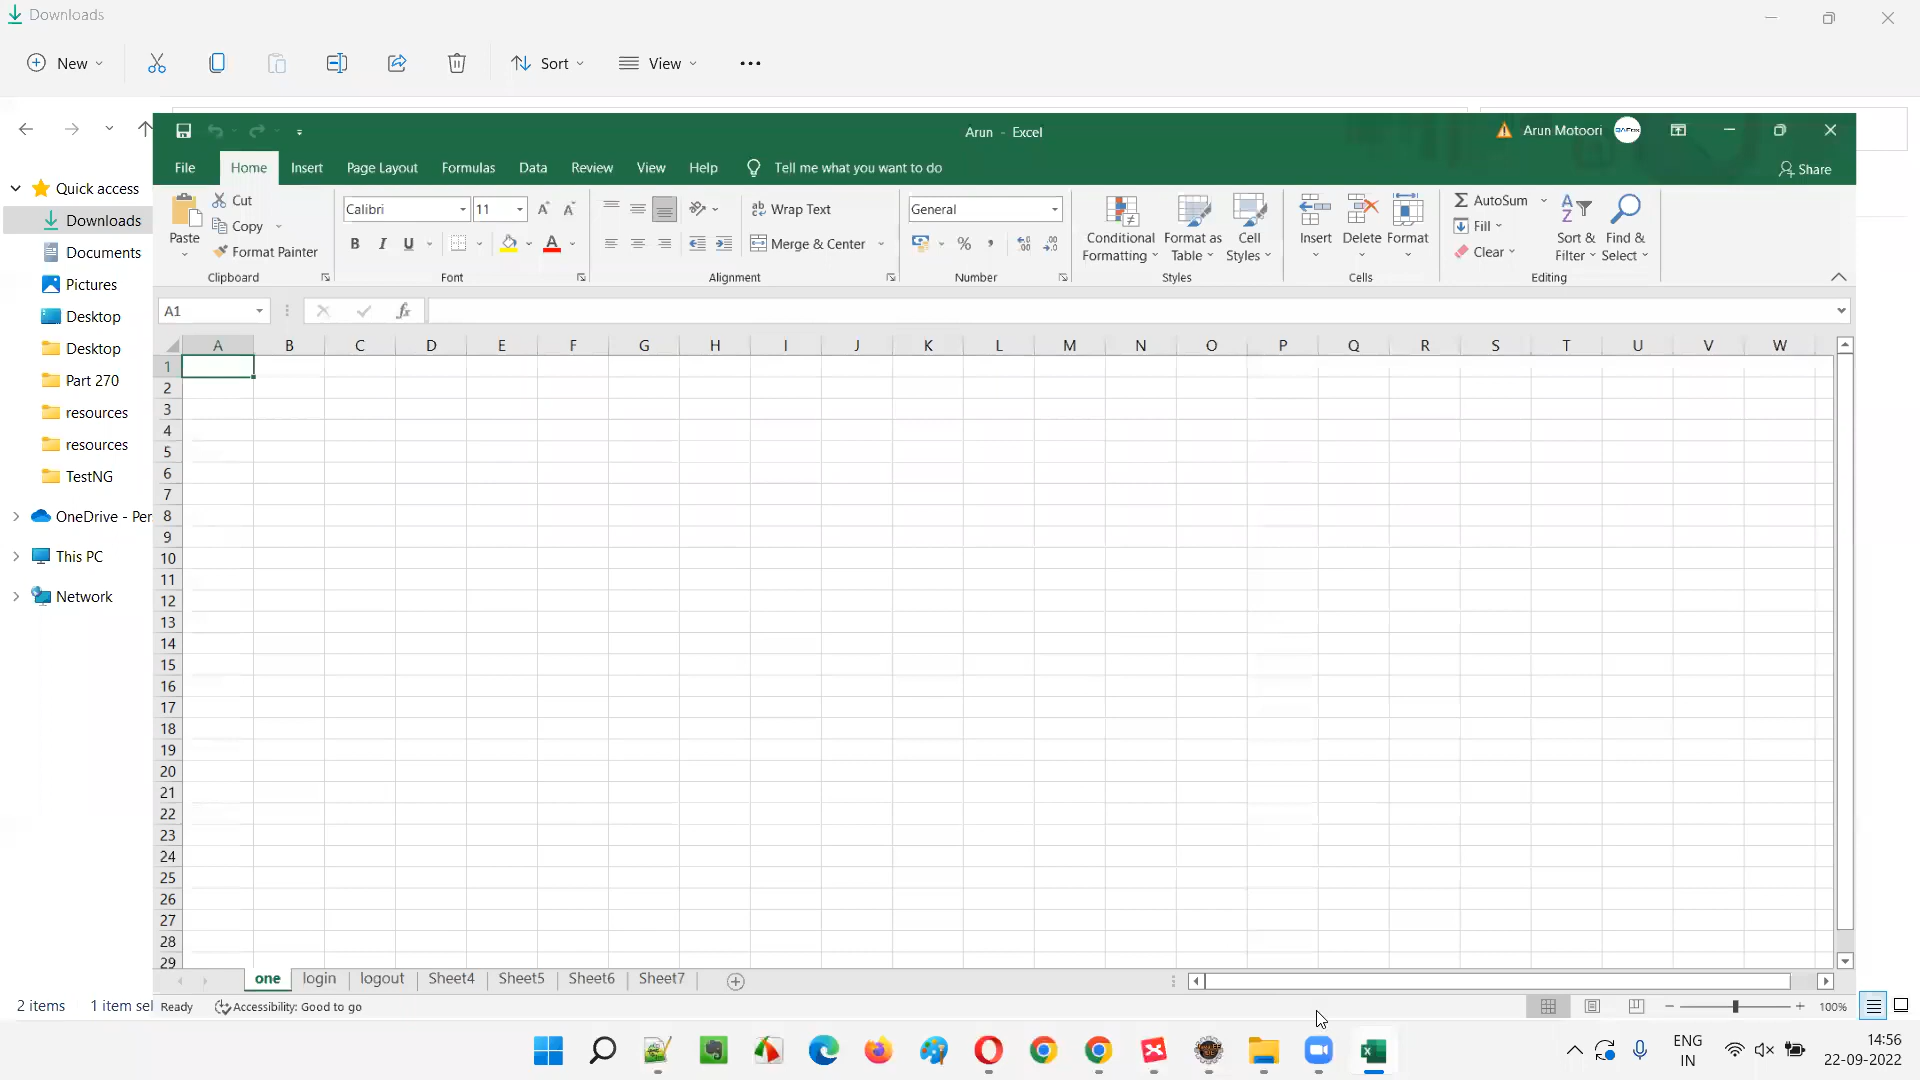 Downloads
New
Sort
View
Arun - Excel
Arun Motoori
File
Home
Insert
Page Layout
Formulas
Data
Review
View
Help
Tell me what you want to do
Share
Quick access
Downloads
Documents
Pictures
Desktop
Desktop
Part 270
resources
resources
TestNG
OneDrive - Per
This PC
Network
Paste
Cut
Copy
Format Painter
Clipboard
Calibri
11
B I U
Font
Wrap Text
Merge & Center
Alignment
General
%
Number
Conditional Formatting
Format as Table
Cell Styles
Styles
Insert
Delete
Format
Cells
AutoSum
Fill
Clear
Sort & Filter
Find & Select
Editing
A1
fx
A B C D E F G H I J K L M N O P Q R S T U V W
1
2
3
4
5
6
7
8
9
10
11
12
13
14
15
16
17
18
19
20
21
22
23
24
25
26
27
28
29
one
login
logout
Sheet4
Sheet5
Sheet6
Sheet7
2 items
1 item sel
Ready
Accessibility: Good to go
100%
ENG
IN
14:56
22-09-2022